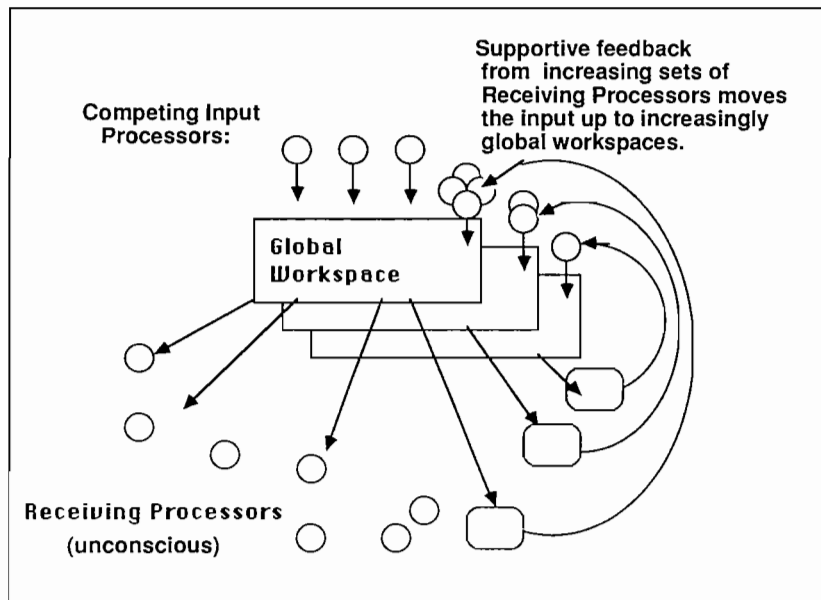 Supportive feedback
from increasing sets of
Receiving Processors moves
the input up to increasingly
global workspaces.
Competing Input
Processors:
Global
Workspace
Receiving Processors
(unconscious)